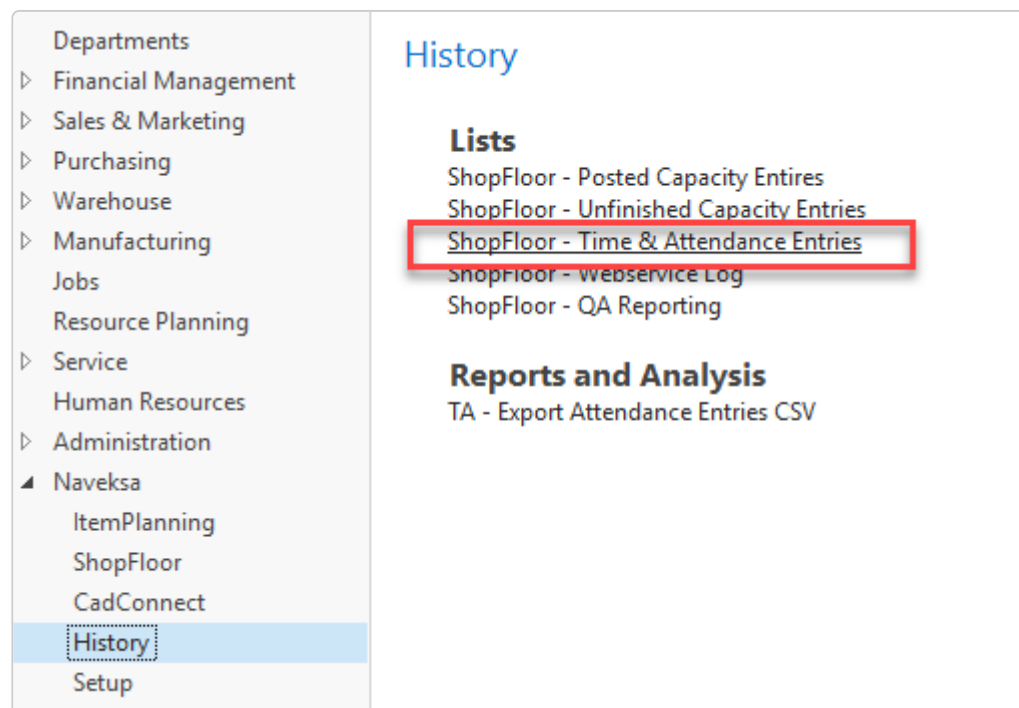 Departments
Financial Management
Sales & Marketing
Purchasing
Warehouse
Manufacturing
Jobs
Resource Planning
Service
Human Resources
Administration
Naveksa
ItemPlanning
ShopFloor
CadConnect
History
Setup
History
Lists
ShopFloor - Posted Capacity Entires
ShopFloor - Unfinished Capacity Entries
ShopFloor - Time & Attendance Entries
ShopFloor - Webservice Log
ShopFloor - QA Reporting
Reports and Analysis
TA - Export Attendance Entries CSV